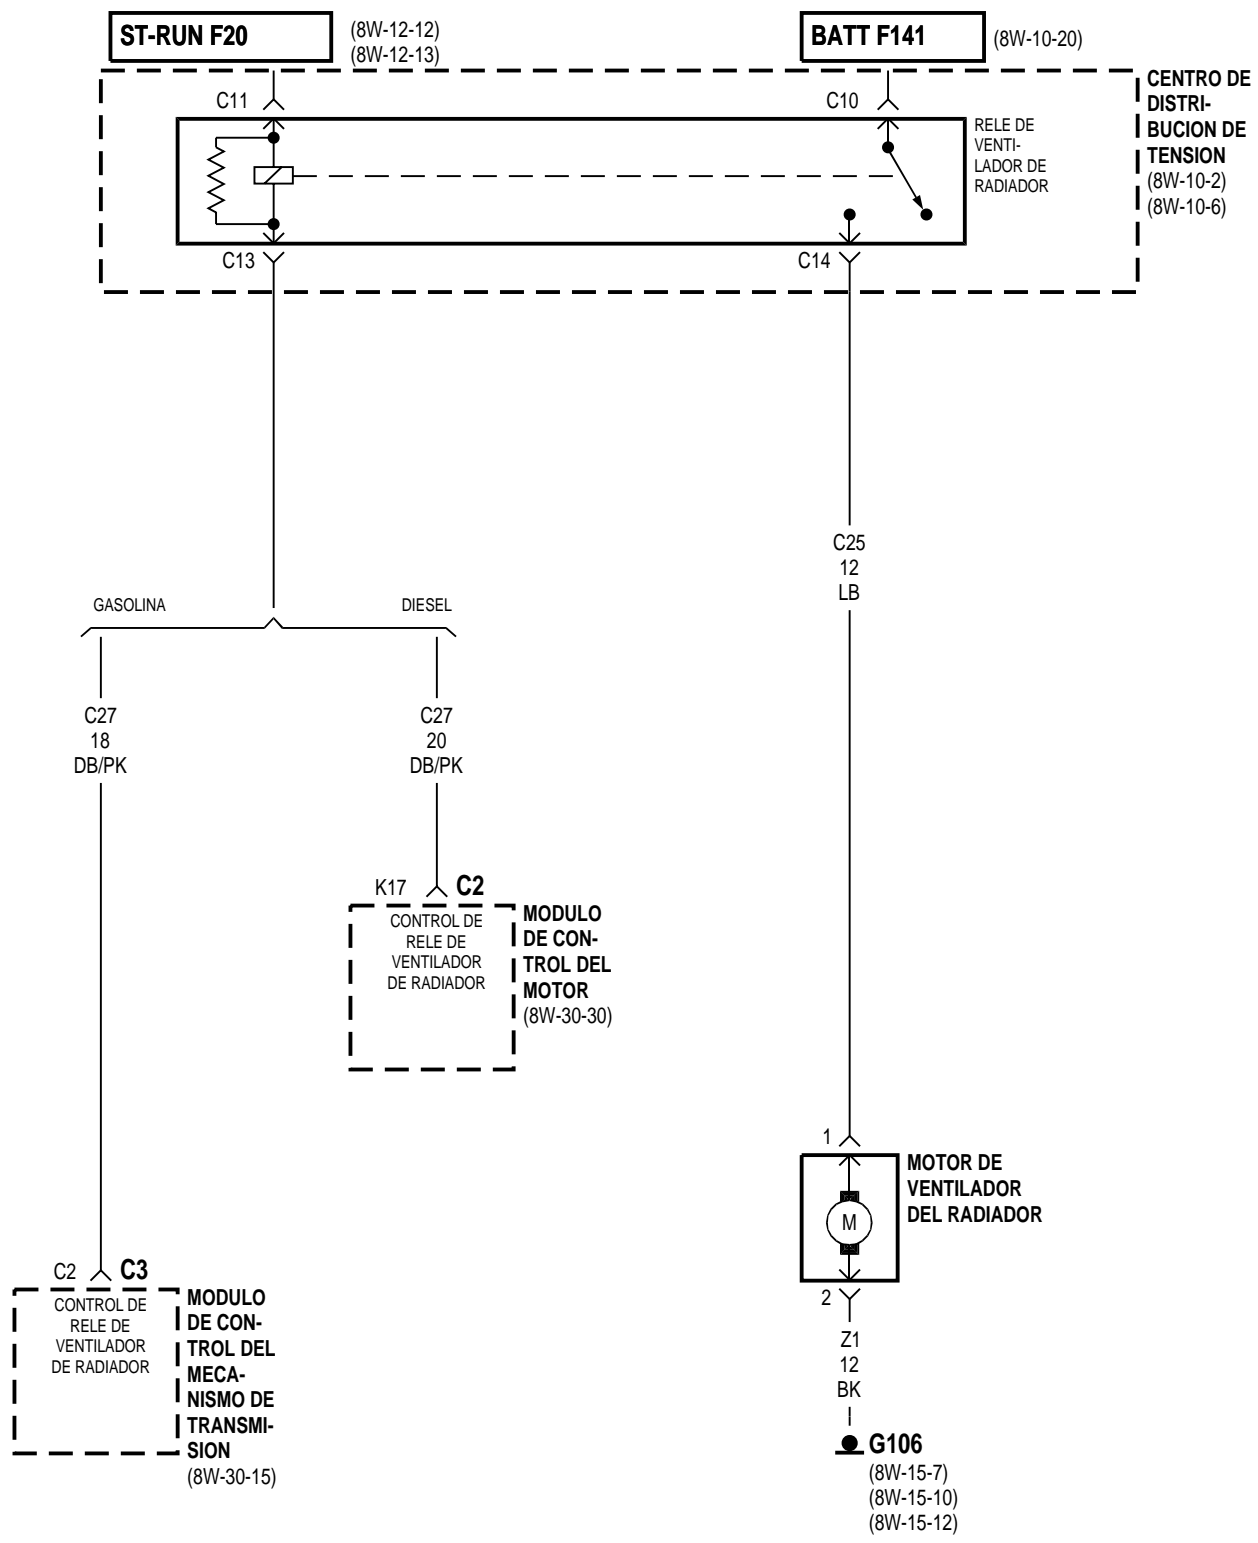 ST-RUN F20
(8W-12-12)
(8W-12-13)
BATT F141
(8W-10-20)
C11
C10
RELE DE
VENTI-
LADOR DE
RADIADOR
CENTRO DE
DISTRI-
BUCION DE
TENSION
(8W-10-2)
(8W-10-6)
C13
C14
C25
12
LB
GASOLINA
DIESEL
C27
18
DB/PK
C27
20
DB/PK
K17
C2
CONTROL DE
RELE DE
VENTILADOR
DE RADIADOR
MODULO
DE CON-
TROL DEL
MOTOR
(8W-30-30)
1
M
MOTOR DE
VENTILADOR
DEL RADIADOR
2
C2
C3
CONTROL DE
RELE DE
VENTILADOR
DE RADIADOR
MODULO
DE CON-
TROL DEL
MECA-
NISMO DE
TRANSMI-
SION
(8W-30-15)
Z1
12
BK
G106
(8W-15-7)
(8W-15-10)
(8W-15-12)